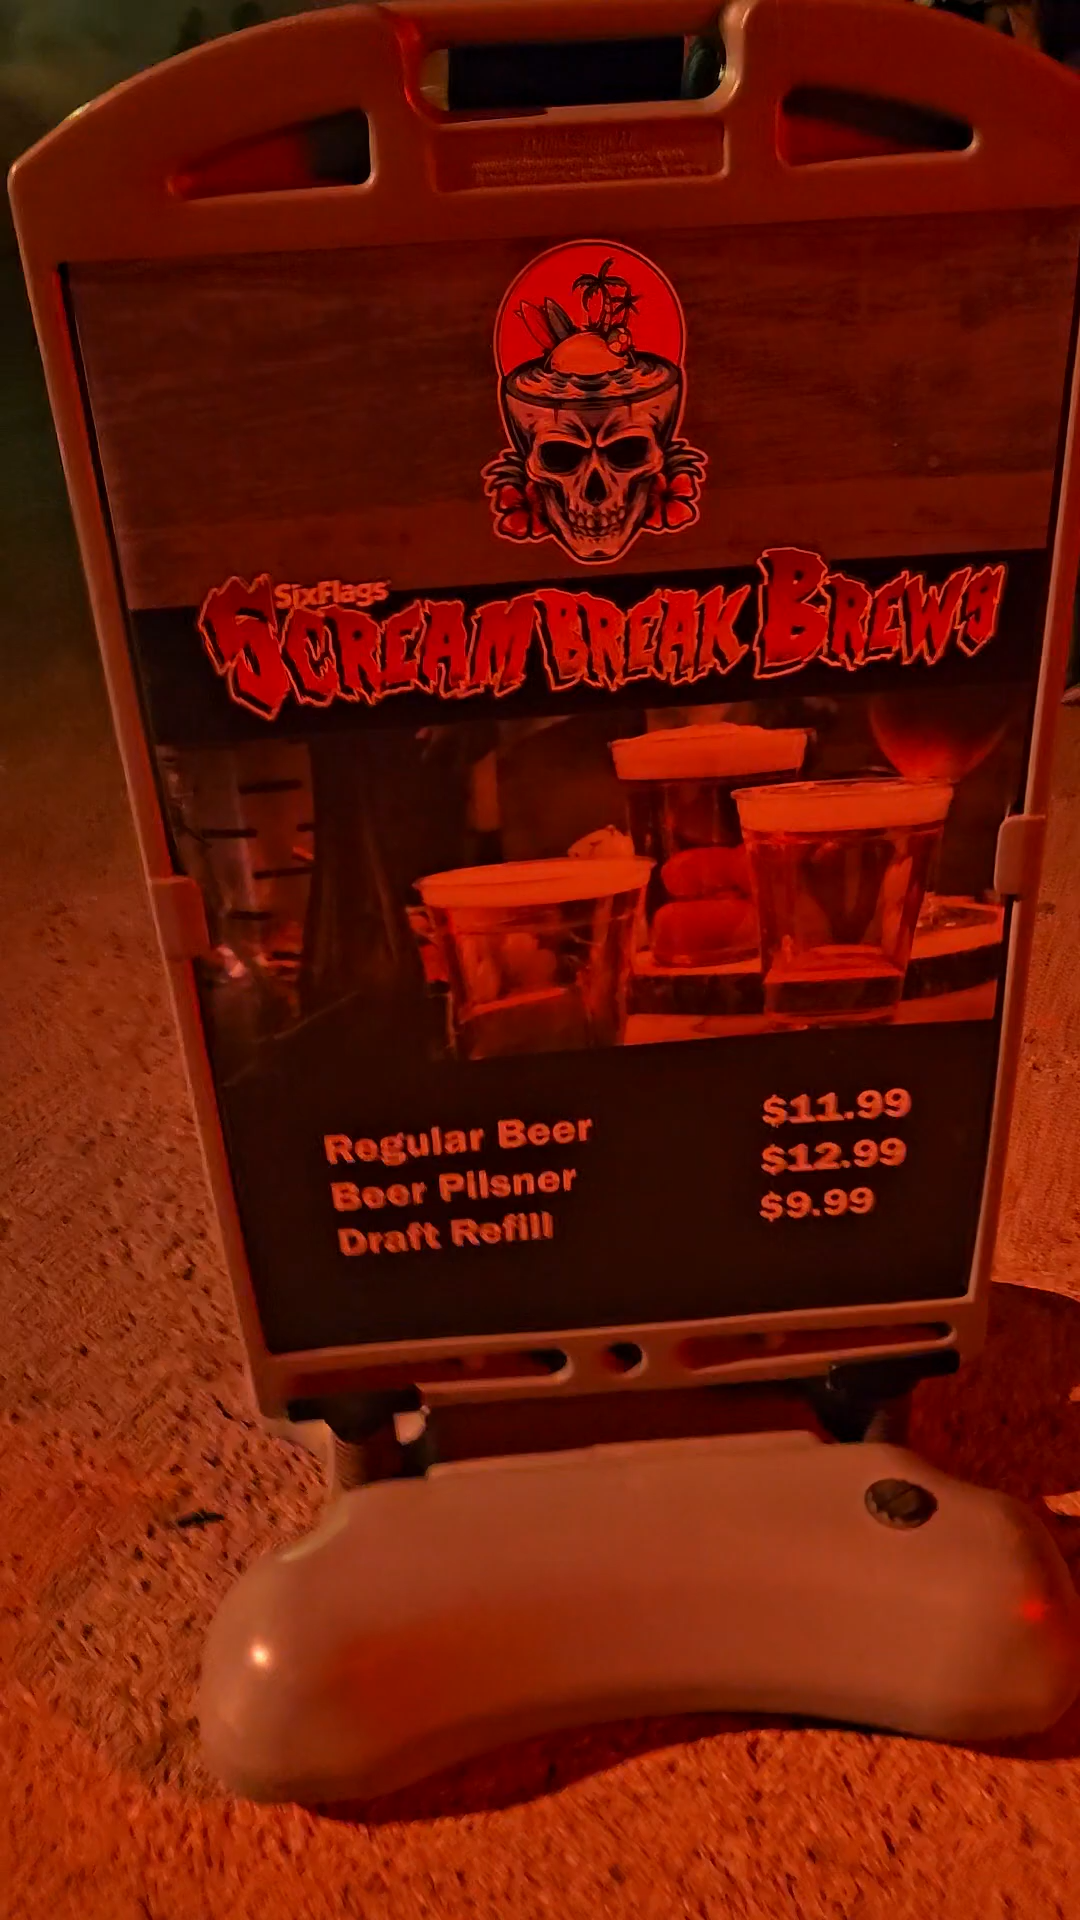 SixFlags
SCREAM BREAK BREWS
Regular Beer $11.99
Beer Pilsner $12.99
Draft Refill $9.99